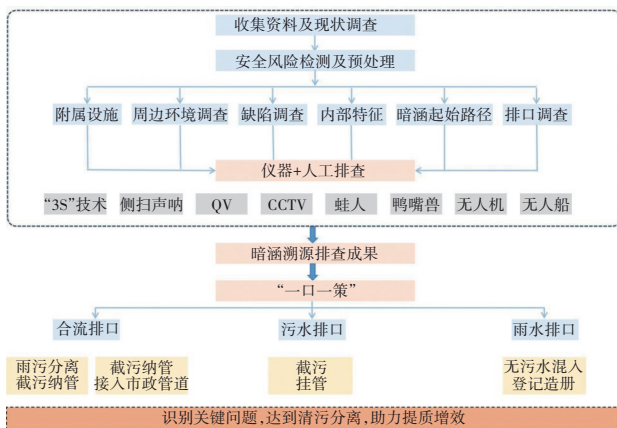 收集资料及现状调查
安全风险检测及预处理
附属设施 周边环境调查 缺陷调查 内部特征 暗涵起始路径 排口调查
仪器+人工排查
“3S”技术 侧扫声呐 QV CCTV 蛙人 鸭嘴兽 无人机 无人船
暗涵溯源排查成果
“一口一策”
合流排口 污水排口 雨水排口
雨污分离 截污纳管 截污 无污水混入
截污纳管 接入市政管道 挂管 登记造册
识别关键问题,达到清污分离,助力提质增效